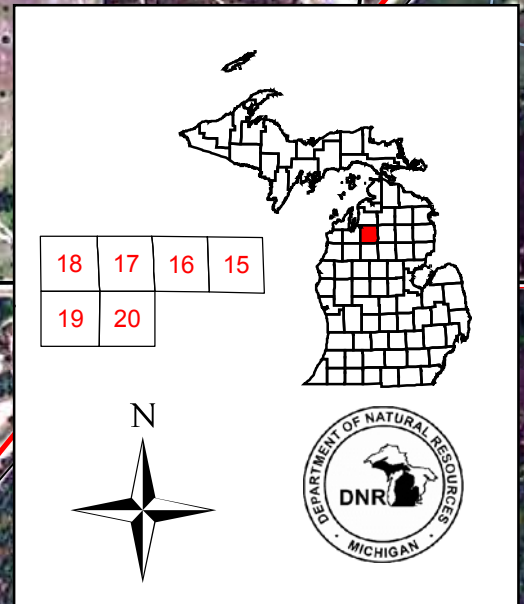 18 17 16 15
19 20
N
DEPARTMENT OF NATURAL RESOURCES
DNR
· MICHIGAN ·